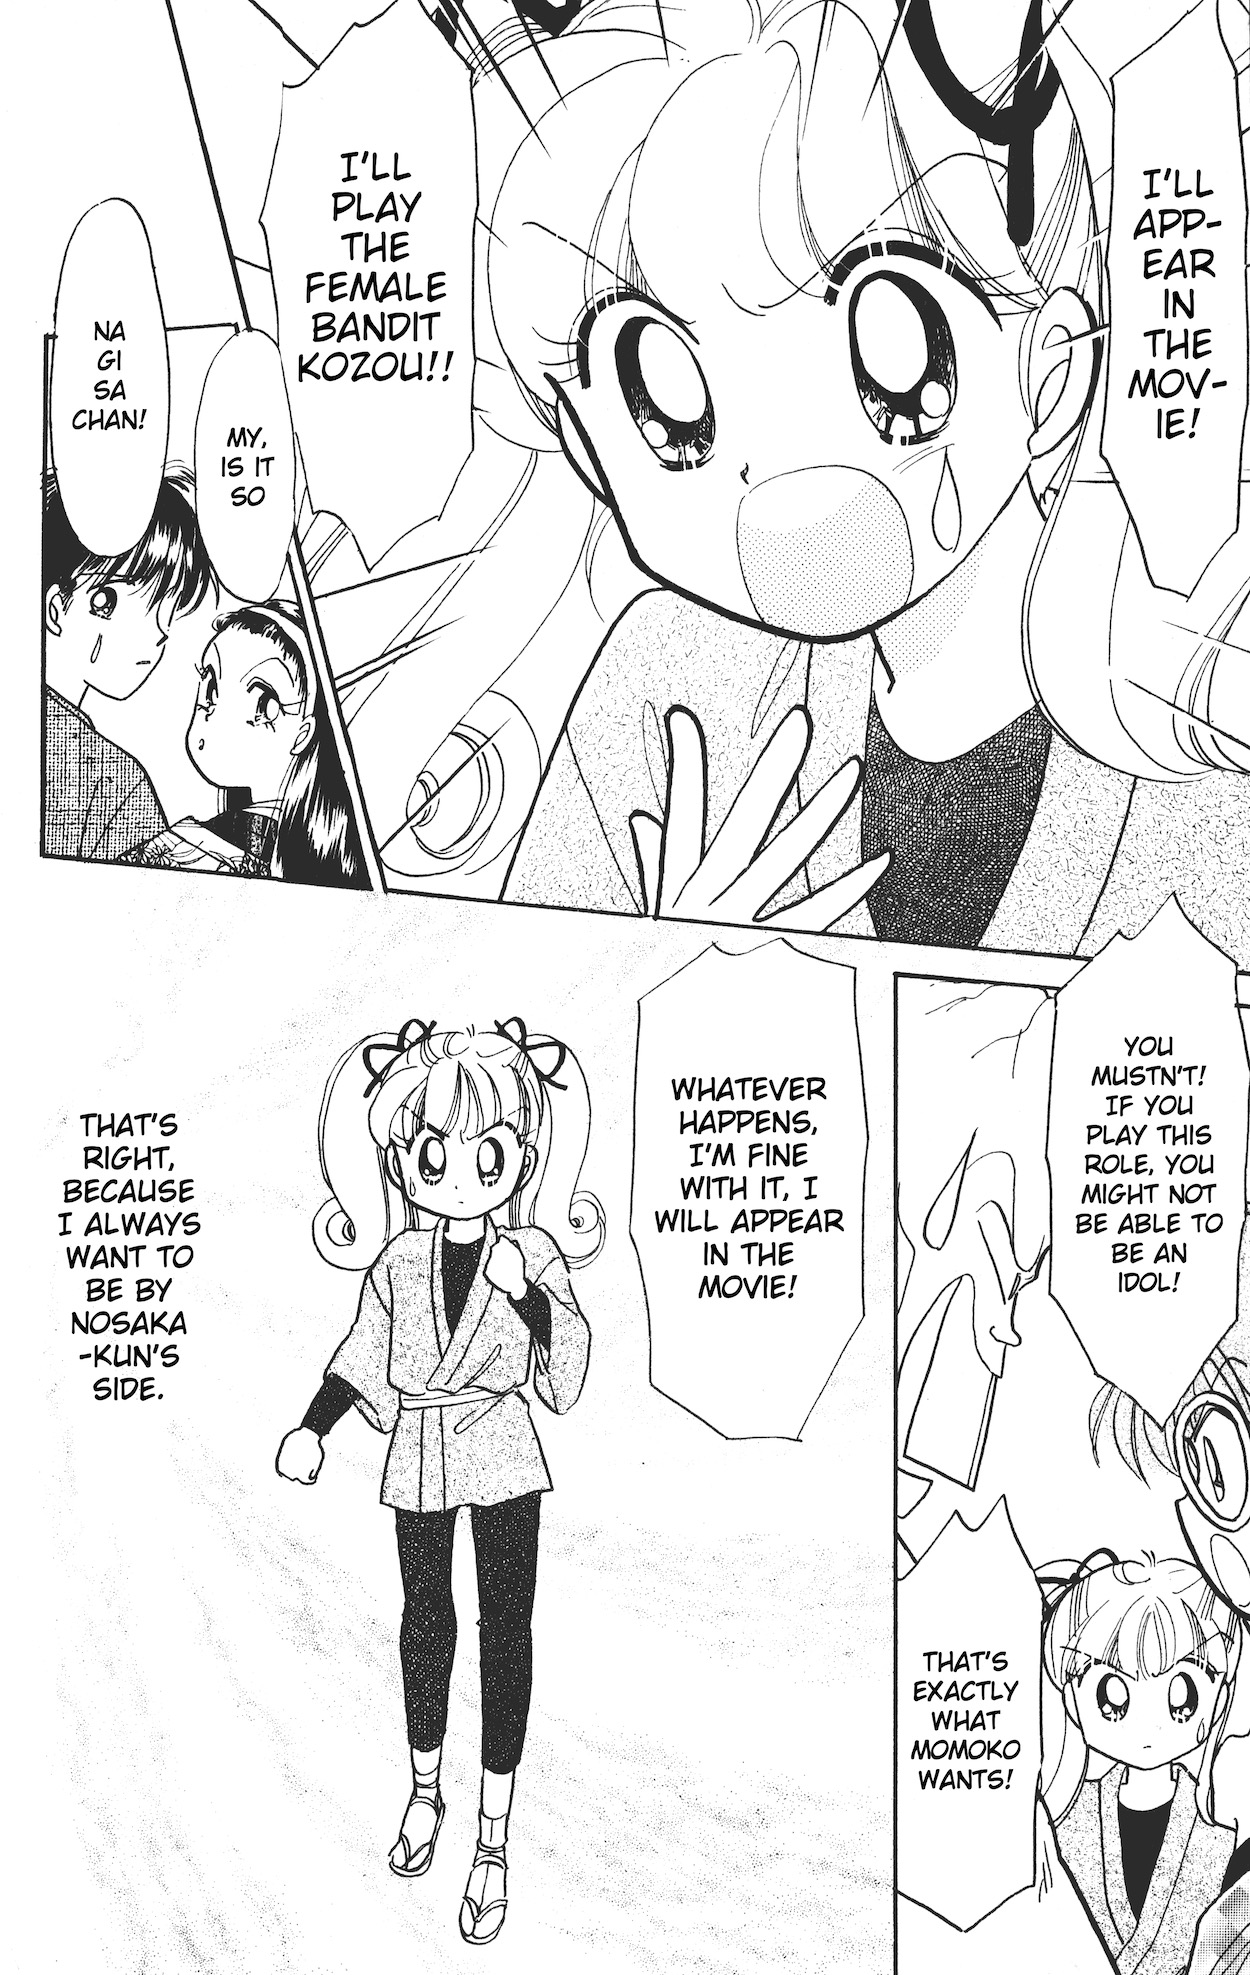 I'LL
APP-
EAR
IN
THE
MOV-
IE!
I'LL
PLAY
THE
FEMALE
BANDIT
KOZOU!!
MY,
IS IT
SO
NA
GI
SA
CHAN!
YOU
MUSTN'T!
IF YOU
PLAY THIS
ROLE, YOU
MIGHT NOT
BE ABLE TO
BE AN
IDOL!
THAT'S
EXACTLY
WHAT
MOMOKO
WANTS!
WHATEVER
HAPPENS,
I'M FINE
WITH IT, I
WILL APPEAR
IN THE
MOVIE!
THAT'S
RIGHT,
BECAUSE
I ALWAYS
WANT TO
BE BY
NOSAKA
-KUN'S
SIDE.